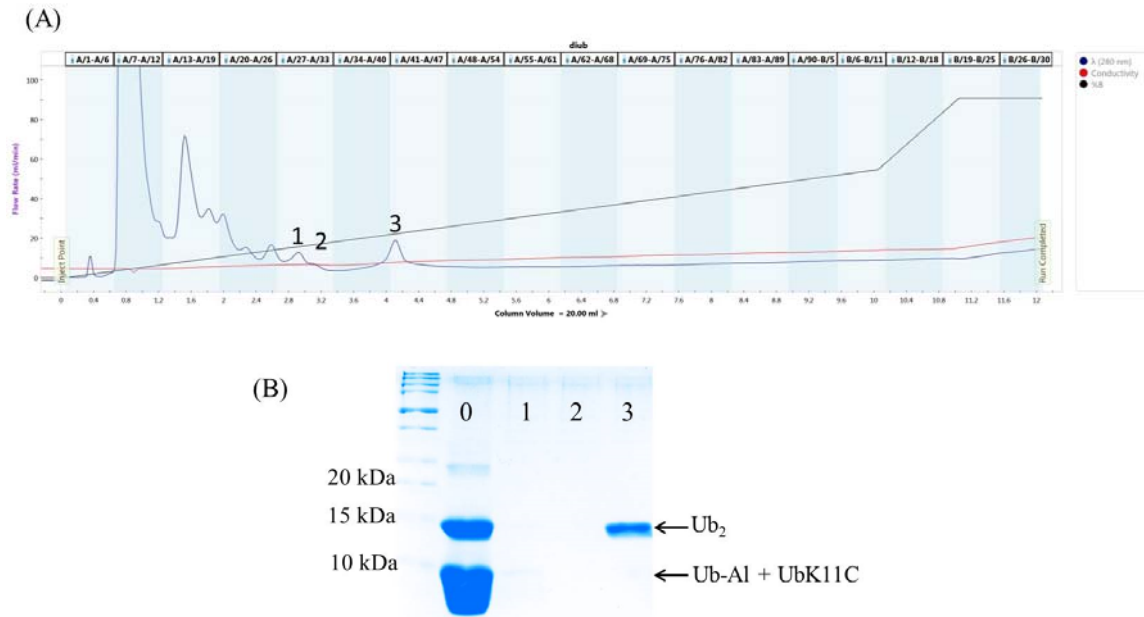 (A)
diub
A/1-A/6 A/7-A/12 A/13-A/19 A/20-A/26 A/27-A/33 A/34-A/40 A/41-A/47 A/48-A/54 A/55-A/61 A/62-A/68 A/69-A/75 A/76-A/82 A/83-A/89 A/90-B/5 B/6-B/11 B/12-B/18 B/19-B/25 B/26-B/30
λ (280 nm)
Conductivity
%B
100
80
60
40
20
0
Flow Rate (ml/min)
Inject Point
1 2 3
Run Completed
0 0.4 0.8 1.2 1.6 2 2.4 2.8 3.2 3.6 4 4.4 4.8 5.2 5.6 6 6.4 6.8 7.2 7.6 8 8.4 8.8 9.2 9.6 10 10.4 10.8 11.2 11.6 12
Column Volume = 20.00 ml
(B)
0 1 2 3
20 kDa
15 kDa
Ub₂
10 kDa
Ub-Al + UbK11C